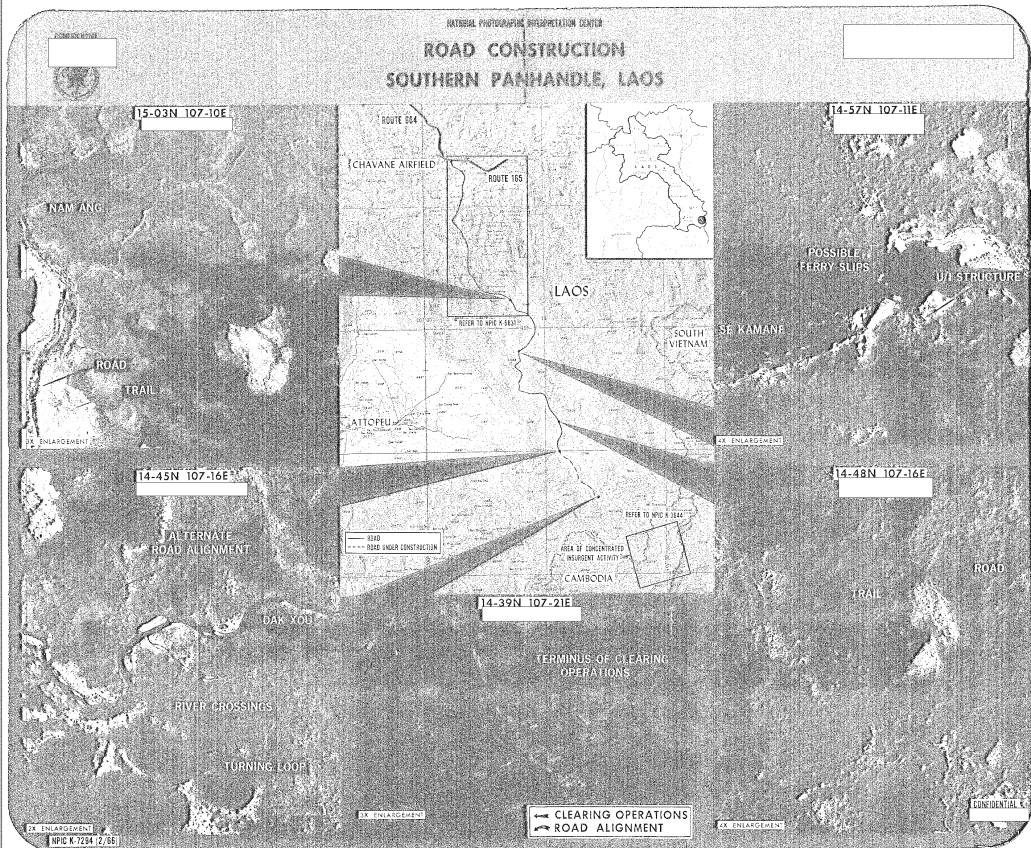 NATIONAL PHOTOGRAPHIC INTERPRETATION CENTER
ROAD CONSTRUCTION
SOUTHERN PANHANDLE, LAOS
15-03N 107-10E
NAM ANG
ROAD
TRAIL
3X ENLARGEMENT
ROUTE
CHAVANE AIRFIELD
ROUTE 165
LAOS
LAOS
REFER TO NPIC
SOUTH
VIETNAM
ATTOPEU
ROAD
ROAD UNDER CONSTRUCTION
REFER TO NPIC
AREA OF CONCENTRATED
INSURGENT ACTIVITY
CAMBODIA
14-57N 107-11E
POSSIBLE
FERRY SLIPS
U/I STRUCTURE
SE KAMANE
4X ENLARGEMENT
14-45N 107-16E
ALTERNATE
ROAD ALIGNMENT
DAK XOU
RIVER CROSSINGS
TURNING LOOP
2X ENLARGEMENT
NPIC K-7294 (2/66)
14-39N 107-21E
TERMINUS OF CLEARING
OPERATIONS
3X ENLARGEMENT
CLEARING OPERATIONS
ROAD ALIGNMENT
14-48N 107-16E
ROAD
TRAIL
4X ENLARGEMENT
CONFIDENTIAL